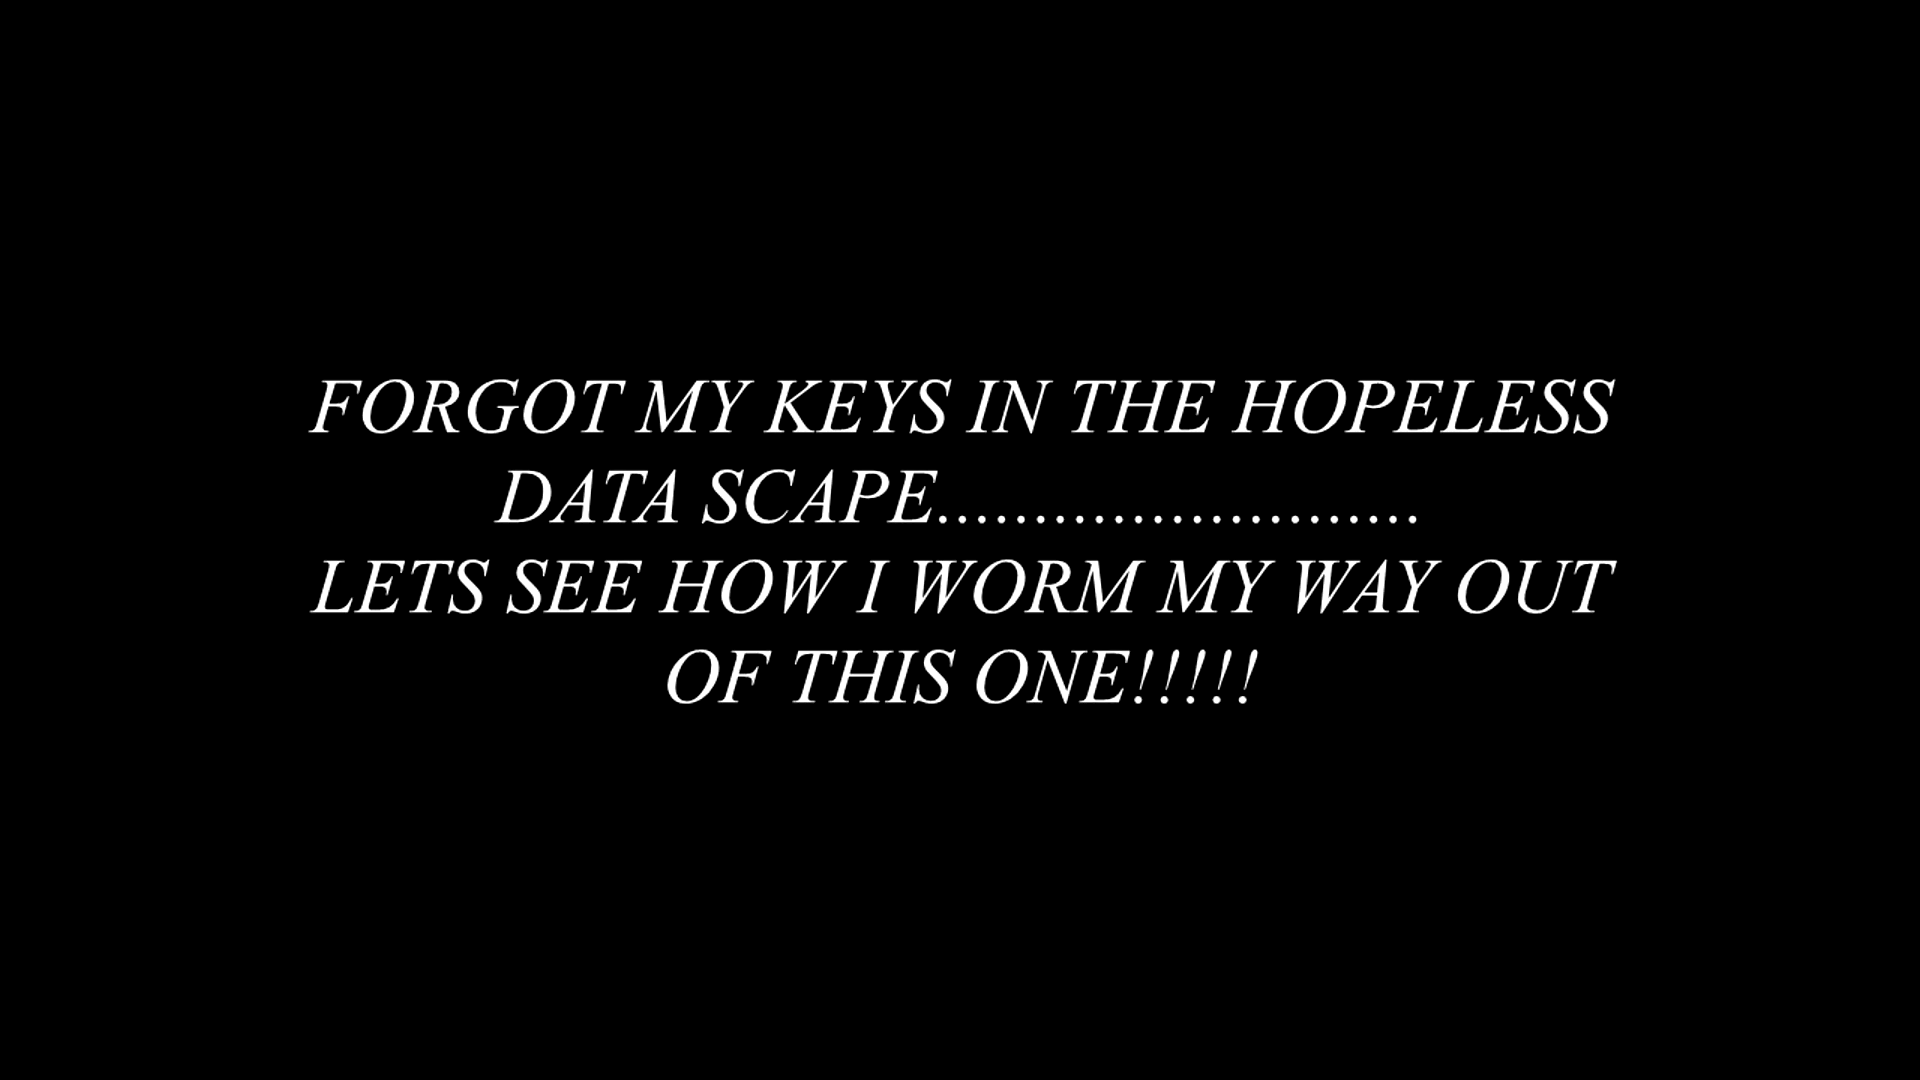 FORGOT MY KEYS IN THE HOPELESS
DATA SCAPE.........................
LETS SEE HOW I WORM MY WAY OUT
OF THIS ONE!!!!!